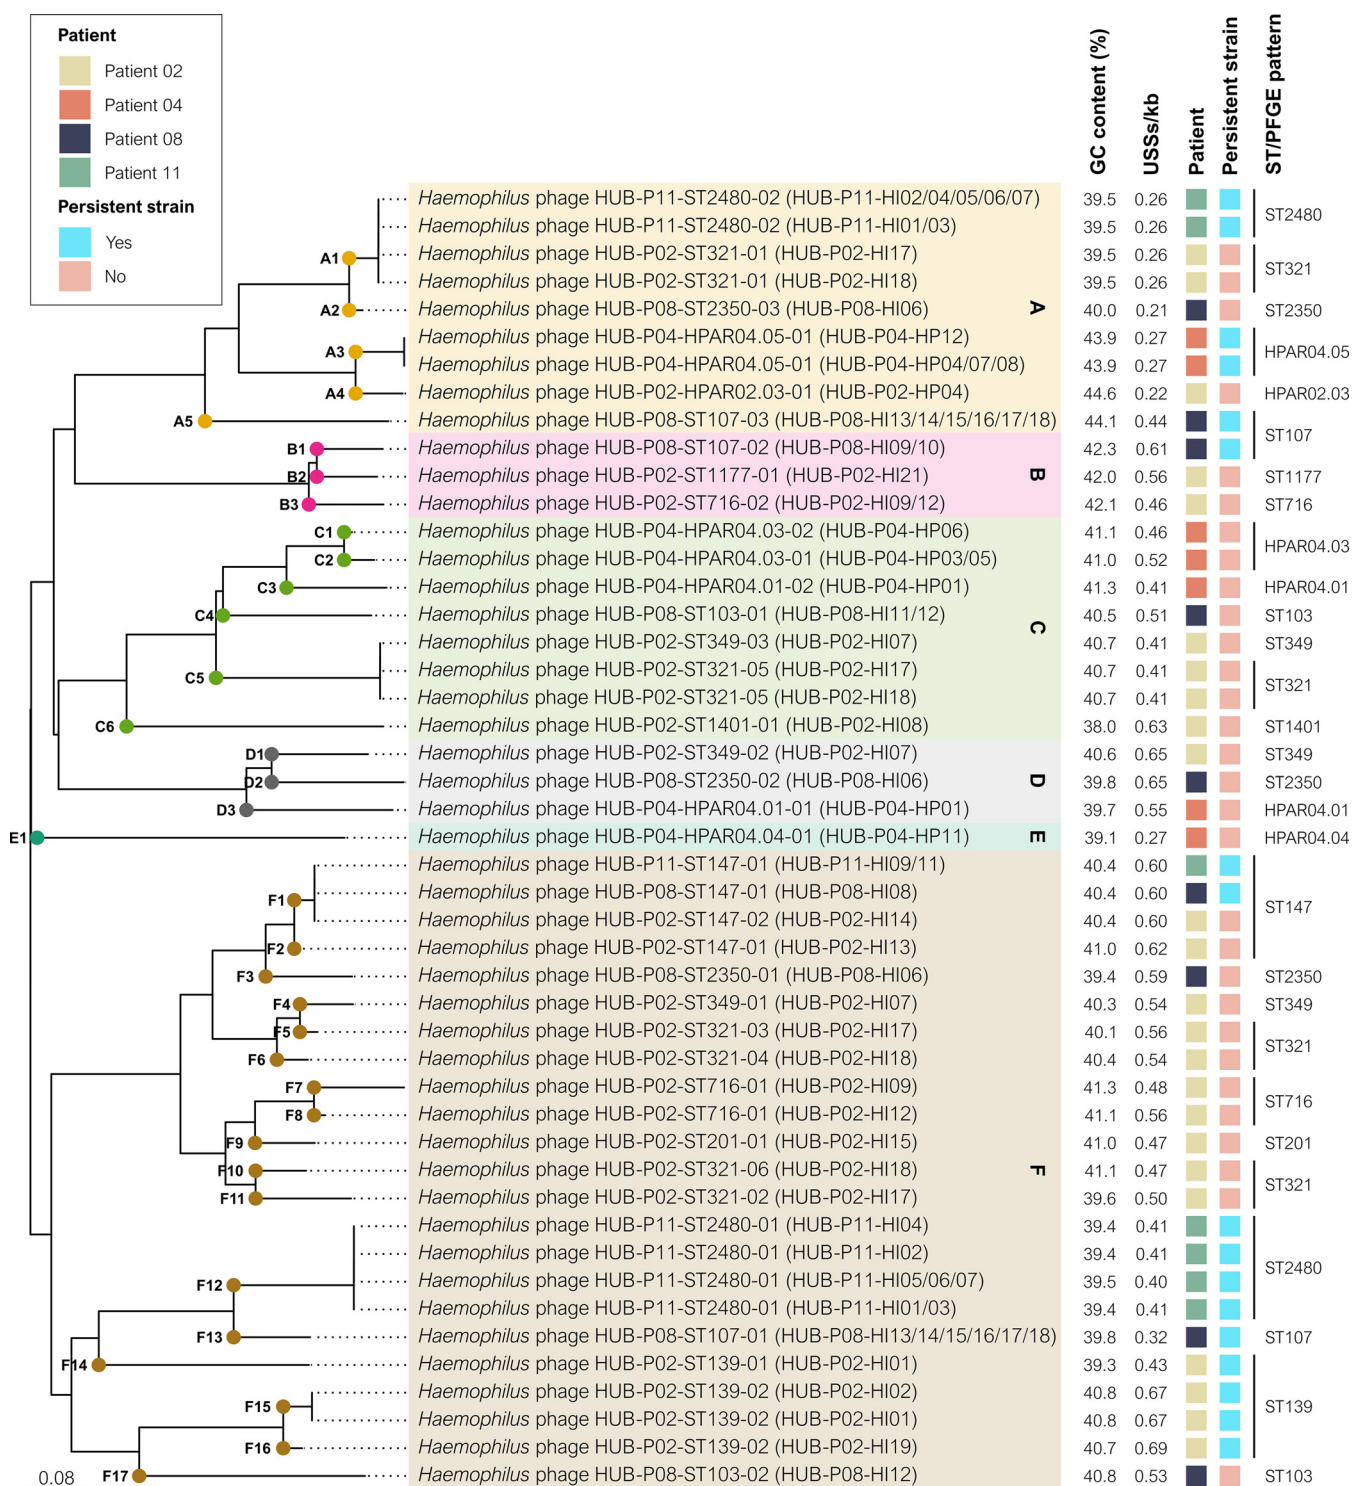 Patient
Patient 02
Patient 04
Patient 08
Patient 11
Persistent strain
Yes
No
GC content (%)
USSs/kb
Patient
Persistent strain
ST/PFGE pattern
Haemophilus phage HUB-P11-ST2480-02 (HUB-P11-HI02/04/05/06/07) 39.5 0.26
ST2480
Haemophilus phage HUB-P11-ST2480-02 (HUB-P11-HI01/03) 39.5 0.26
A1 Haemophilus phage HUB-P02-ST321-01 (HUB-P02-HI17) 39.5 0.26
ST321
Haemophilus phage HUB-P02-ST321-01 (HUB-P02-HI18) 39.5 0.26
A2 Haemophilus phage HUB-P08-ST2350-03 (HUB-P08-HI06) A 40.0 0.21 ST2350
Haemophilus phage HUB-P04-HPAR04.05-01 (HUB-P04-HP12) 43.9 0.27
A3 HPAR04.05
Haemophilus phage HUB-P04-HPAR04.05-01 (HUB-P04-HP04/07/08) 43.9 0.27
A4 Haemophilus phage HUB-P02-HPAR02.03-01 (HUB-P02-HP04) 44.6 0.22 HPAR02.03
A5 Haemophilus phage HUB-P08-ST107-03 (HUB-P08-HI13/14/15/16/17/18) 44.1 0.44
ST107
B1 Haemophilus phage HUB-P08-ST107-02 (HUB-P08-HI09/10) 42.3 0.61
B2 Haemophilus phage HUB-P02-ST1177-01 (HUB-P02-HI21) B 42.0 0.56 ST1177
B3 Haemophilus phage HUB-P02-ST716-02 (HUB-P02-HI09/12) 42.1 0.46 ST716
C1 Haemophilus phage HUB-P04-HPAR04.03-02 (HUB-P04-HP06) 41.1 0.46
HPAR04.03
C2 Haemophilus phage HUB-P04-HPAR04.03-01 (HUB-P04-HP03/05) 41.0 0.52
C3 Haemophilus phage HUB-P04-HPAR04.01-02 (HUB-P04-HP01) 41.3 0.41 HPAR04.01
C4 Haemophilus phage HUB-P08-ST103-01 (HUB-P08-HI11/12) C 40.5 0.51 ST103
Haemophilus phage HUB-P02-ST349-03 (HUB-P02-HI07) 40.7 0.41 ST349
C5 Haemophilus phage HUB-P02-ST321-05 (HUB-P02-HI17) 40.7 0.41
ST321
Haemophilus phage HUB-P02-ST321-05 (HUB-P02-HI18) 40.7 0.41
C6 Haemophilus phage HUB-P02-ST1401-01 (HUB-P02-HI08) 38.0 0.63 ST1401
D1 Haemophilus phage HUB-P02-ST349-02 (HUB-P02-HI07) 40.6 0.65 ST349
D2 Haemophilus phage HUB-P08-ST2350-02 (HUB-P08-HI06) D 39.8 0.65 ST2350
D3 Haemophilus phage HUB-P04-HPAR04.01-01 (HUB-P04-HP01) 39.7 0.55 HPAR04.01
E1 Haemophilus phage HUB-P04-HPAR04.04-01 (HUB-P04-HP11) E 39.1 0.27 HPAR04.04
Haemophilus phage HUB-P11-ST147-01 (HUB-P11-HI09/11) 40.4 0.60
F1 Haemophilus phage HUB-P08-ST147-01 (HUB-P08-HI08) 40.4 0.60
ST147
Haemophilus phage HUB-P02-ST147-02 (HUB-P02-HI14) 40.4 0.60
F2 Haemophilus phage HUB-P02-ST147-01 (HUB-P02-HI13) 41.0 0.62
F3 Haemophilus phage HUB-P08-ST2350-01 (HUB-P08-HI06) 39.4 0.59 ST2350
F4 Haemophilus phage HUB-P02-ST349-01 (HUB-P02-HI07) 40.3 0.54 ST349
F5 Haemophilus phage HUB-P02-ST321-03 (HUB-P02-HI17) 40.1 0.56
ST321
F6 Haemophilus phage HUB-P02-ST321-04 (HUB-P02-HI18) 40.4 0.54
F7 Haemophilus phage HUB-P02-ST716-01 (HUB-P02-HI09) 41.3 0.48
ST716
F8 Haemophilus phage HUB-P02-ST716-01 (HUB-P02-HI12) 41.1 0.56
F9 Haemophilus phage HUB-P02-ST201-01 (HUB-P02-HI15) 41.0 0.47 ST201
F10 Haemophilus phage HUB-P02-ST321-06 (HUB-P02-HI18) F 41.1 0.47
ST321
F11 Haemophilus phage HUB-P02-ST321-02 (HUB-P02-HI17) 39.6 0.50
Haemophilus phage HUB-P11-ST2480-01 (HUB-P11-HI04) 39.4 0.41
Haemophilus phage HUB-P11-ST2480-01 (HUB-P11-HI02) 39.4 0.41
ST2480
F12 Haemophilus phage HUB-P11-ST2480-01 (HUB-P11-HI05/06/07) 39.5 0.40
Haemophilus phage HUB-P11-ST2480-01 (HUB-P11-HI01/03) 39.4 0.41
F13 Haemophilus phage HUB-P08-ST107-01 (HUB-P08-HI13/14/15/16/17/18) 39.8 0.32 ST107
F14 Haemophilus phage HUB-P02-ST139-01 (HUB-P02-HI01) 39.3 0.43
Haemophilus phage HUB-P02-ST139-02 (HUB-P02-HI02) 40.8 0.67
F15 ST139
Haemophilus phage HUB-P02-ST139-02 (HUB-P02-HI01) 40.8 0.67
F16 Haemophilus phage HUB-P02-ST139-02 (HUB-P02-HI19) 40.7 0.69
F17 Haemophilus phage HUB-P08-ST103-02 (HUB-P08-HI12) 40.8 0.53 ST103
0.08